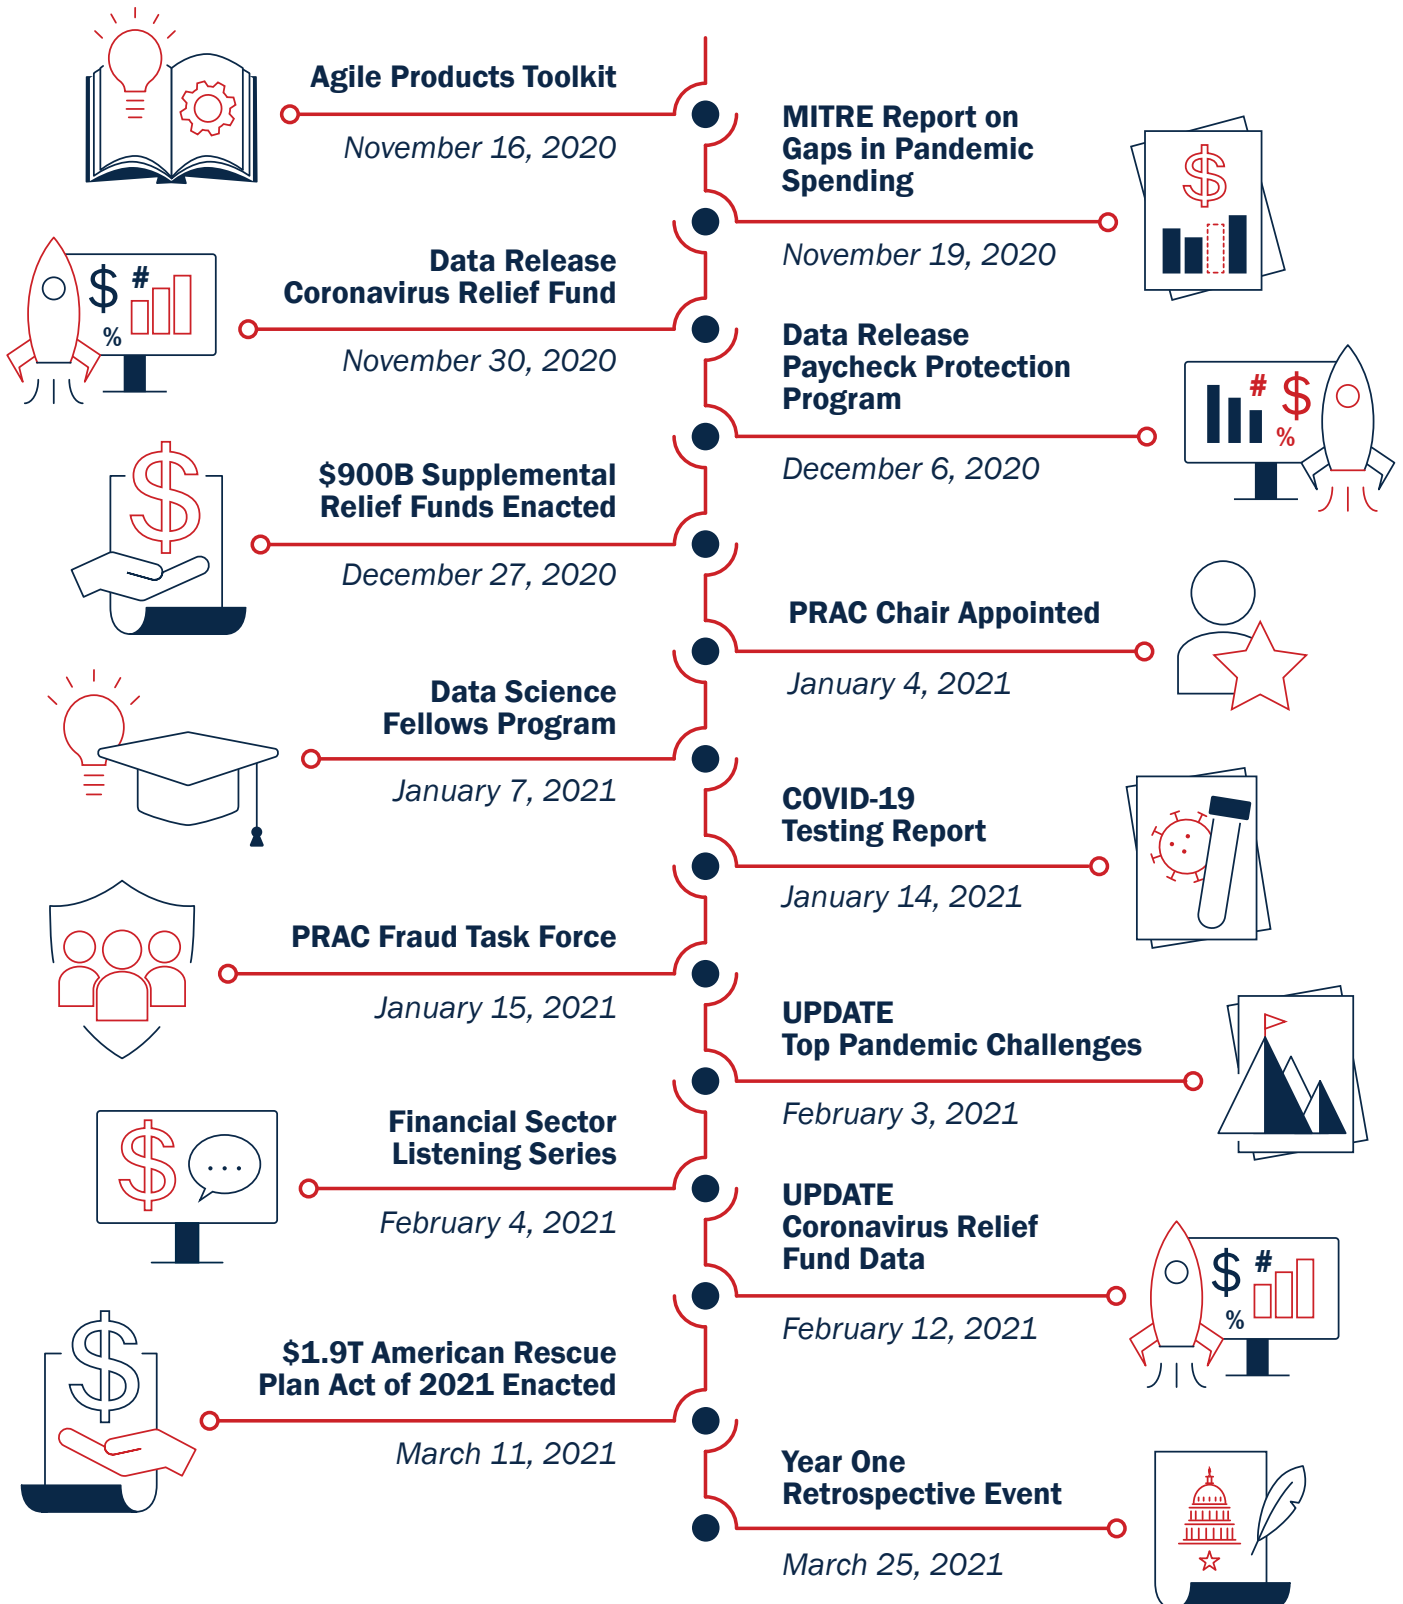 Agile Products Toolkit
November 16, 2020
MITRE Report on
Gaps in Pandemic
Spending
November 19, 2020
$ # %
Data Release
Coronavirus Relief Fund
November 30, 2020
Data Release
Paycheck Protection
Program
December 6, 2020
# $ %
$900B Supplemental
Relief Funds Enacted
December 27, 2020
PRAC Chair Appointed
January 4, 2021
Data Science
Fellows Program
January 7, 2021
COVID-19
Testing Report
January 14, 2021
PRAC Fraud Task Force
January 15, 2021
UPDATE
Top Pandemic Challenges
February 3, 2021
Financial Sector
Listening Series
February 4, 2021
UPDATE
Coronavirus Relief
Fund Data
February 12, 2021
$ # %
$1.9T American Rescue
Plan Act of 2021 Enacted
March 11, 2021
Year One
Retrospective Event
March 25, 2021